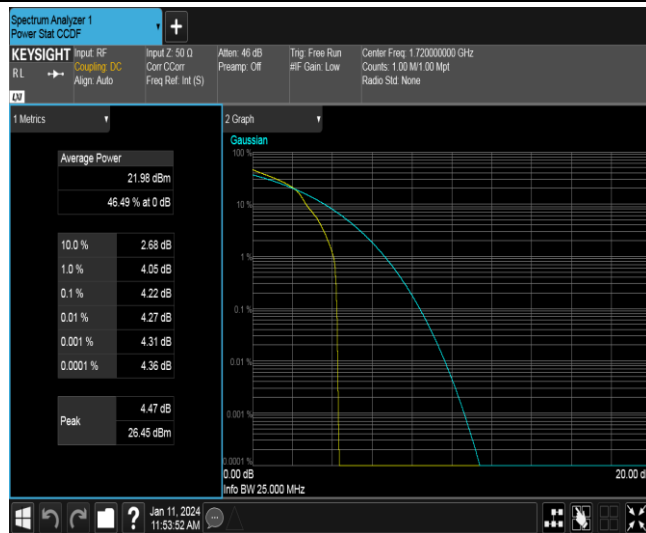 Spectrum Analyzer 1
Power Stat CCDF
+
KEYSIGHT
RL
LXI
Input: RF
Coupling: DC
Align: Auto
Input Z: 50 Ω
Corr CCorr
Freq Ref: Int (S)
Atten: 46 dB
Preamp: Off
Trig: Free Run
#IF Gain: Low
Center Freq: 1.720000000 GHz
Counts: 1.00 M/1.00 Mpt
Radio Std: None
1 Metrics
Average Power
21.98 dBm
46.49 % at 0 dB
10.0 % 2.68 dB
1.0 % 4.05 dB
0.1 % 4.22 dB
0.01 % 4.27 dB
0.001 % 4.31 dB
0.0001 % 4.36 dB
Peak
4.47 dB
26.45 dBm
2 Graph
Gaussian
100 %
10 %
1 %
0.1 %
0.01 %
0.001 %
0.0001 %
0.00 dB
20.00 d
Info BW 25.000 MHz
?
Jan 11, 2024
11:53:52 AM